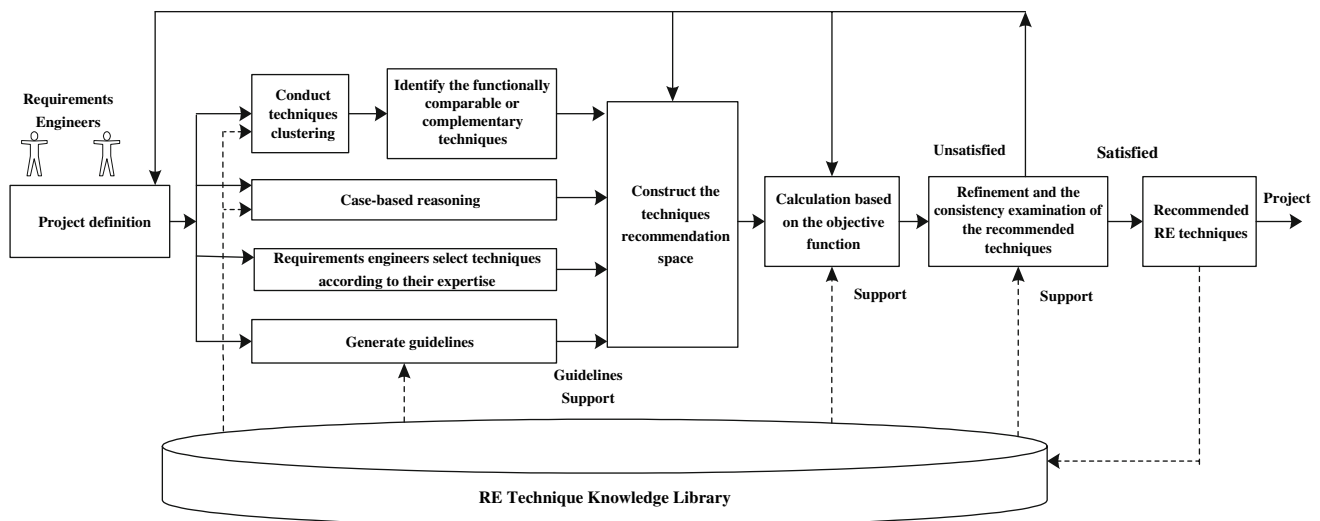 Requirements
Engineers
Project definition
Conduct
techniques
clustering
Identify the functionally
comparable or
complementary
techniques
Case-based reasoning
Requirements engineers select techniques
according to their expertise
Generate guidelines
Guidelines
Support
Construct the
techniques
recommendation
space
Calculation based
on the objective
function
Support
Unsatisfied
Refinement and the
consistency examination of
the recommended
techniques
Support
Satisfied
Recommended
RE techniques
Project
RE Technique Knowledge Library